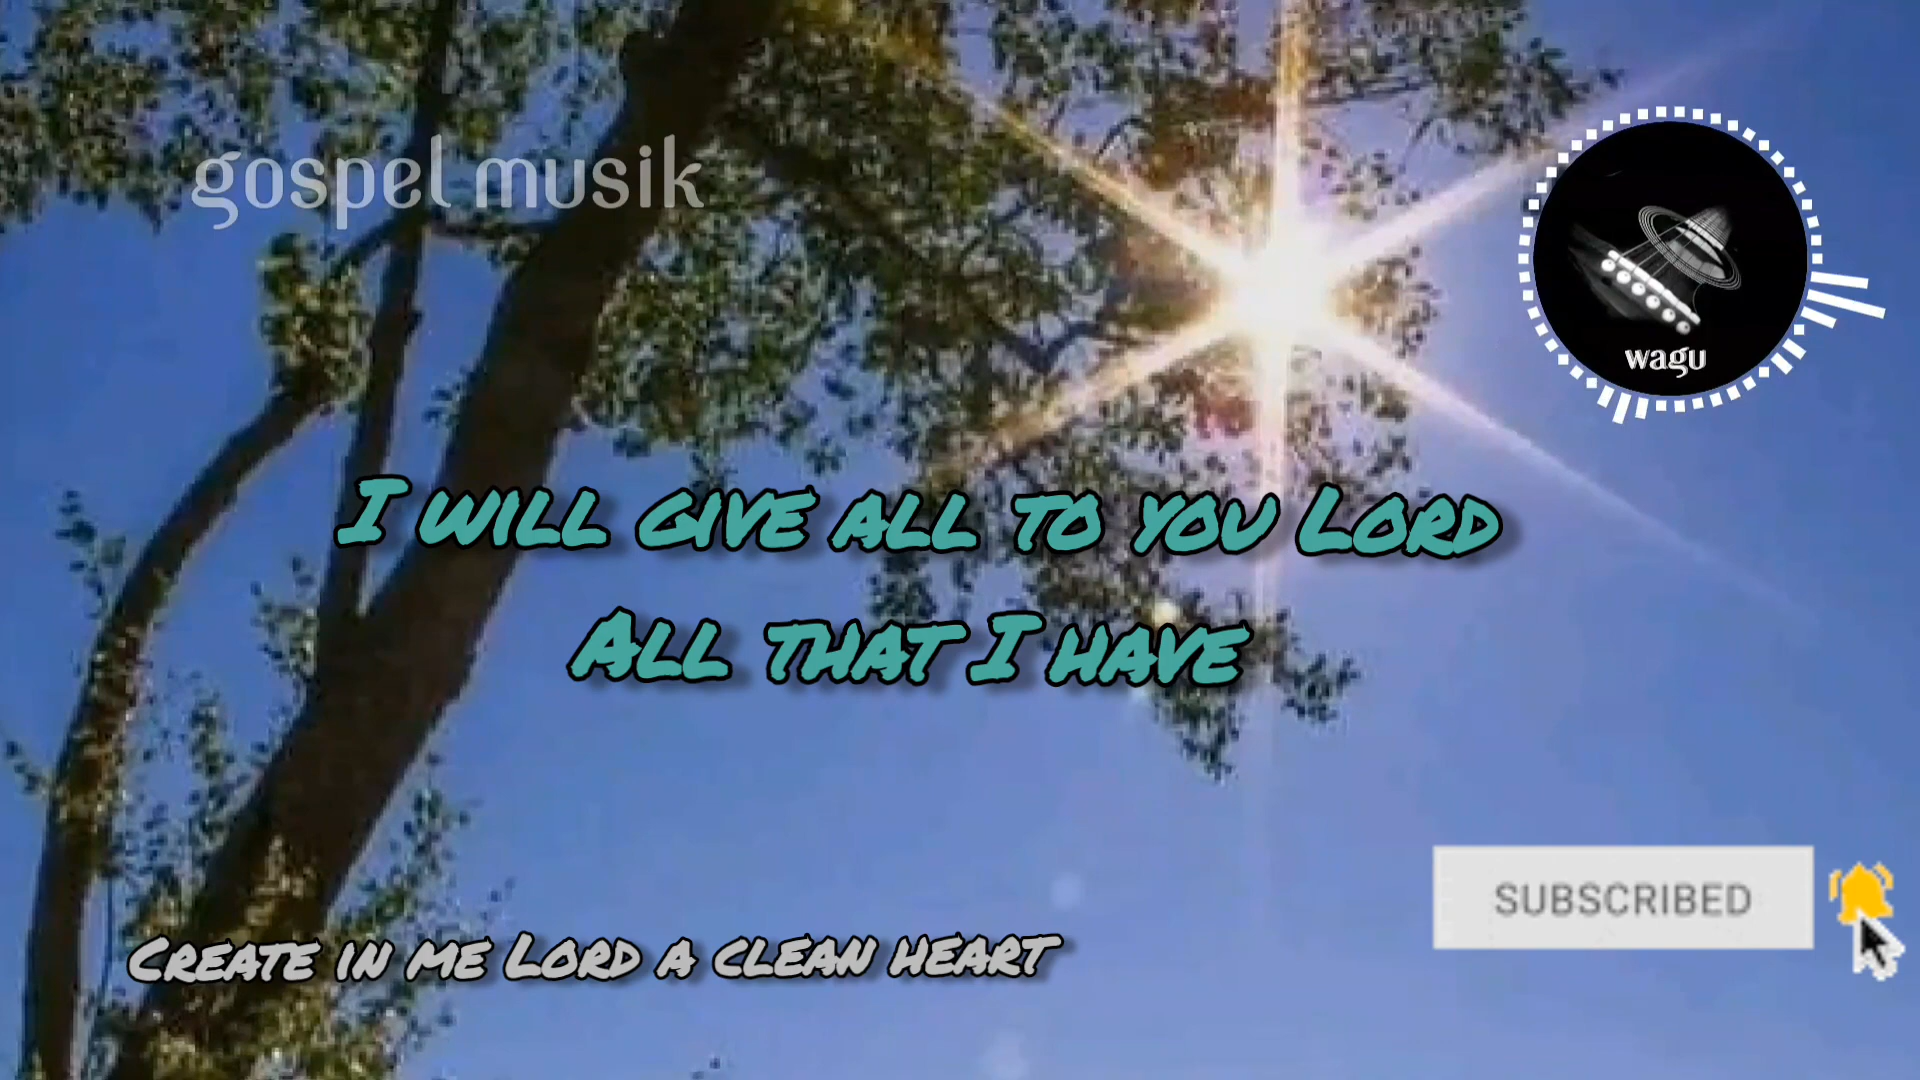 gospel musik
wagu
I will give all to you Lord
All that I have
SUBSCRIBED
Create in me Lord a clean heart